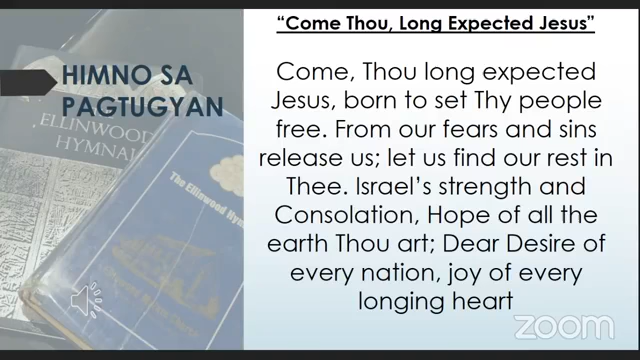 HIMNO SA
PAGTUGYAN
ELLINWOOD
HYMNAL
The Ellinwood Hym
“Come Thou, Long Expected Jesus”
Come, Thou long expected
Jesus, born to set Thy people
free. From our fears and sins
release us; let us find our rest in
Thee. Israel’s strength and
Consolation, Hope of all the
earth Thou art; Dear Desire of
every nation, joy of every
longing heart
zoom